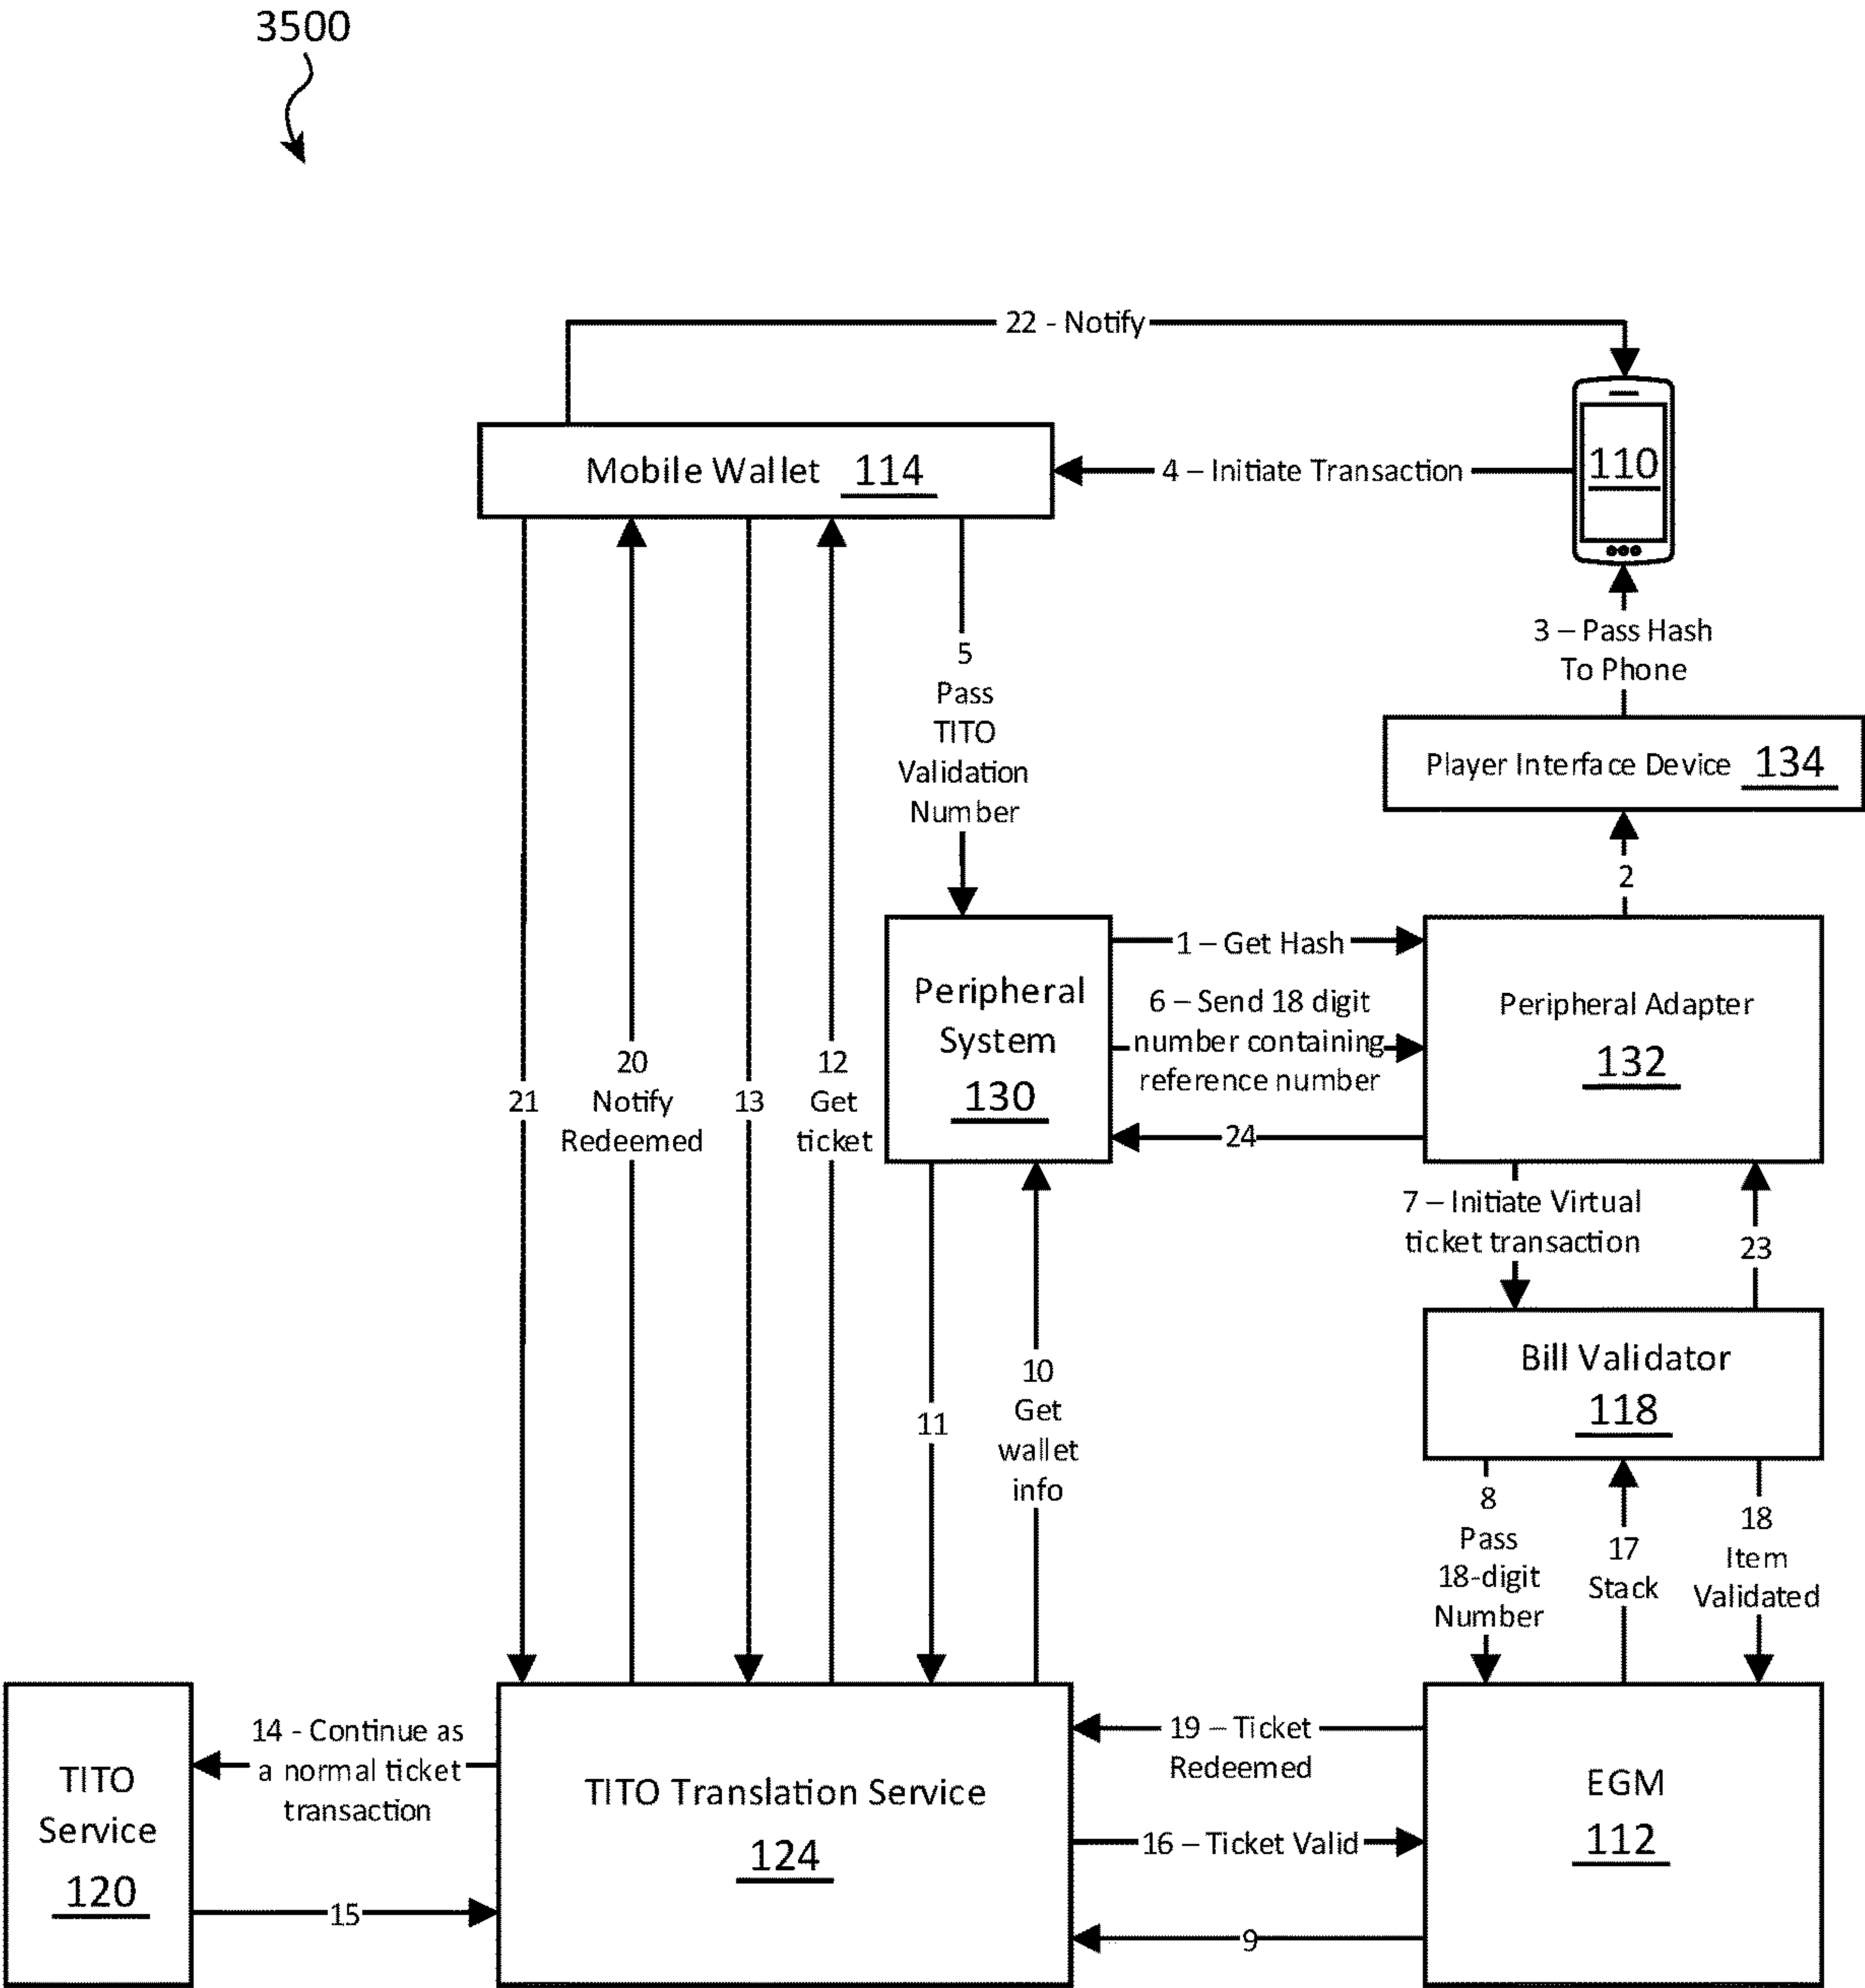 3500
22 - Notify
Mobile Wallet 114
4 – Initiate Transaction
110
3 – Pass Hash
To Phone
5
Pass
TITO
Validation
Number
Player Interface Device 134
2
1 – Get Hash
Peripheral
System
130
6 – Send 18 digit
number containing
reference number
Peripheral Adapter
132
24
21
20
Notify
Redeemed
13
12
Get
ticket
7 – Initiate Virtual
ticket transaction
23
11
10
Get
wallet
info
Bill Validator
118
8
Pass
18-digit
Number
17
Stack
18
Item
Validated
TITO
Service
120
14 - Continue as
a normal ticket
transaction
15
TITO Translation Service
124
19 – Ticket
Redeemed
16 – Ticket Valid
9
EGM
112